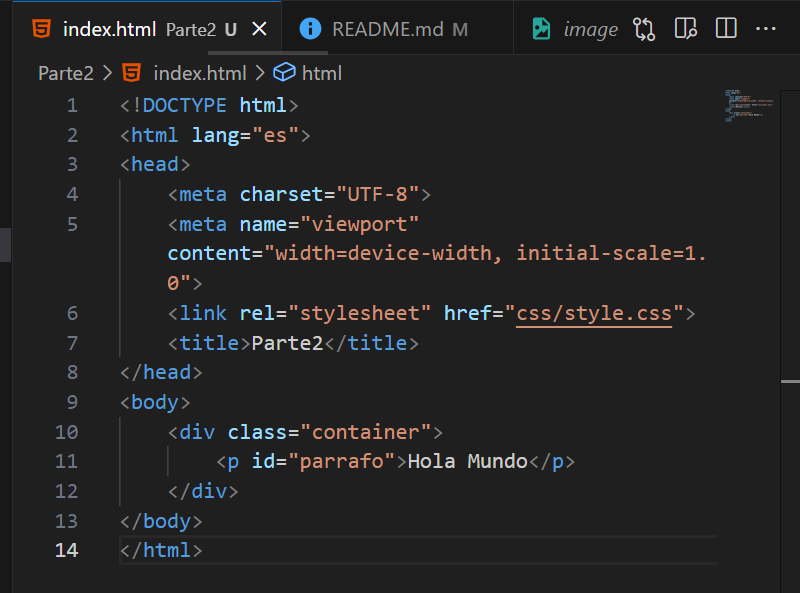 index.html Parte2 U README.md M image
Parte2 > index.html > html
1 <!DOCTYPE html>
2 <html lang="es">
3 <head>
4 <meta charset="UTF-8">
5 <meta name="viewport"
content="width=device-width, initial-scale=1.
0">
6 <link rel="stylesheet" href="css/style.css">
7 <title>Parte2</title>
8 </head>
9 <body>
10 <div class="container">
11 <p id="parrafo">Hola Mundo</p>
12 </div>
13 </body>
14 </html>